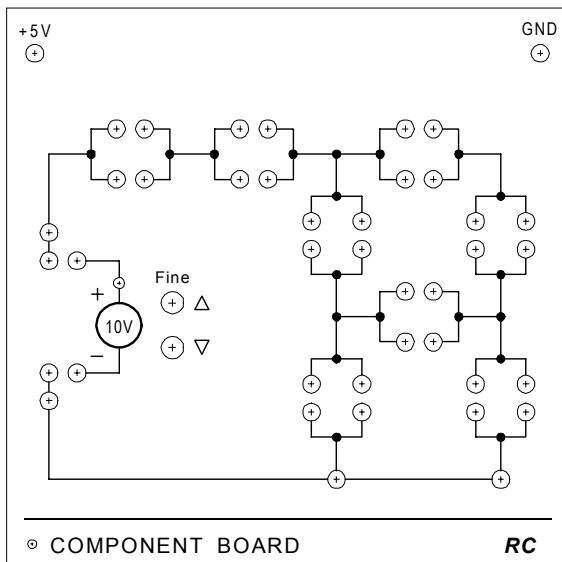 +5V GND
Fine
+
△
10V
▽
−
COMPONENT BOARD RC